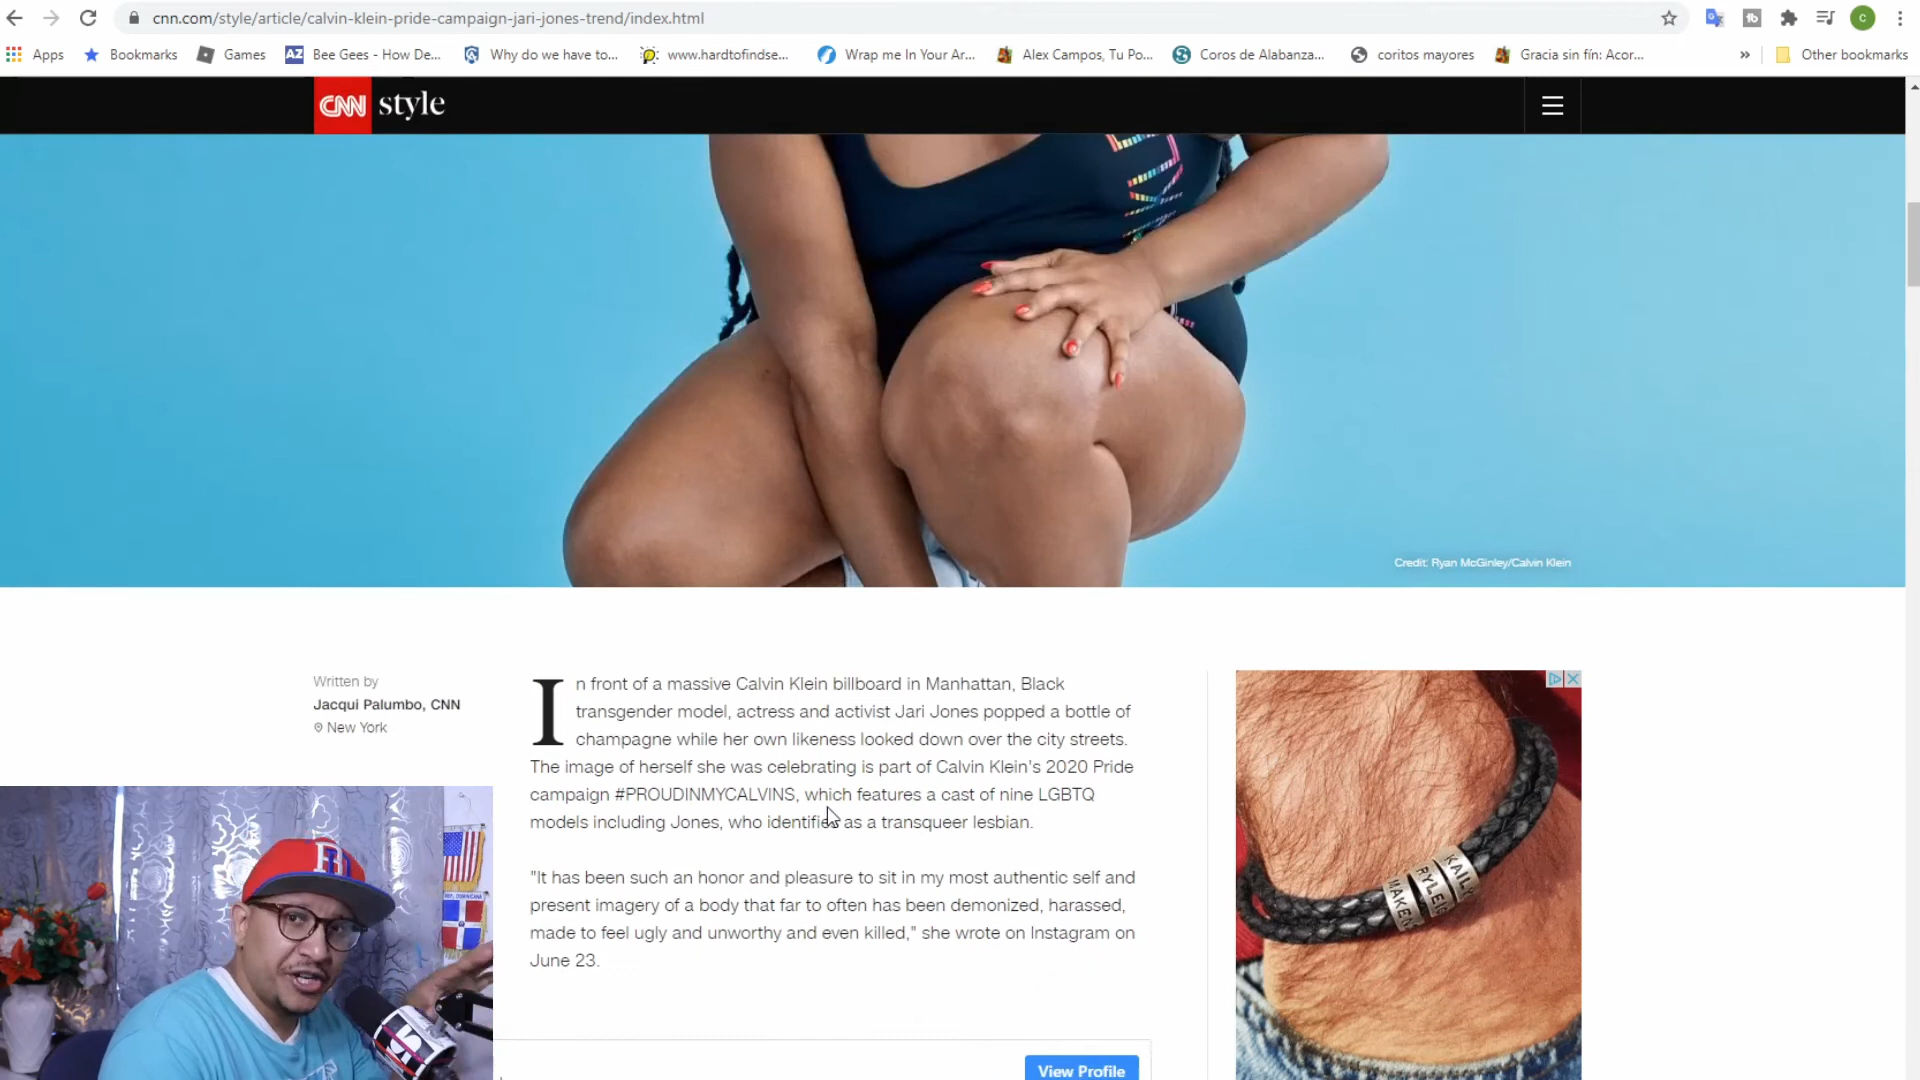 cnn.com/style/article/calvin-klein-pride-campaign-jari-jones-trend/index.html
Apps Bookmarks Games AZ Bee Gees - How De... Why do we have to... www.hardtofindse... Wrap me In Your Ar... Alex Campos, Tu Po... Coros de Alabanza... coritos mayores Gracia sin fín: Acor... » Other bookmarks
CNN style
Credit: Ryan McGinley/Calvin Klein
Written by
Jacqui Palumbo, CNN
New York
In front of a massive Calvin Klein billboard in Manhattan, Black
transgender model, actress and activist Jari Jones popped a bottle of
champagne while her own likeness looked down over the city streets.
The image of herself she was celebrating is part of Calvin Klein's 2020 Pride
campaign #PROUDINMYCALVINS, which features a cast of nine LGBTQ
models including Jones, who identifies as a transqueer lesbian.
"It has been such an honor and pleasure to sit in my most authentic self and
present imagery of a body that far to often has been demonized, harassed,
made to feel ugly and unworthy and even killed," she wrote on Instagram on
June 23.
View Profile